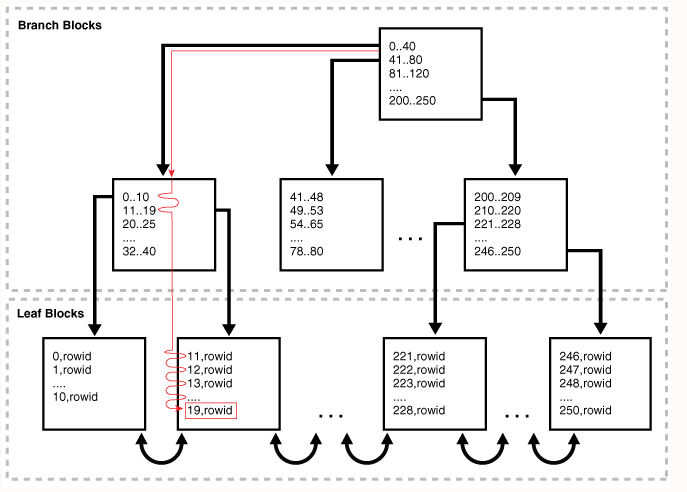 Branch Blocks
0..40
41..80
81..120
....
200..250
0..10
11..19
20..25
....
32..40
41..48
49..53
54..65
....
78..80
...
200..209
210..220
221..228
....
246..250
Leaf Blocks
0,rowid
1,rowid
....
10,rowid
11,rowid
12,rowid
13,rowid
....
19,rowid
...
221,rowid
222,rowid
223,rowid
....
228,rowid
...
246,rowid
247,rowid
248,rowid
....
250,rowid